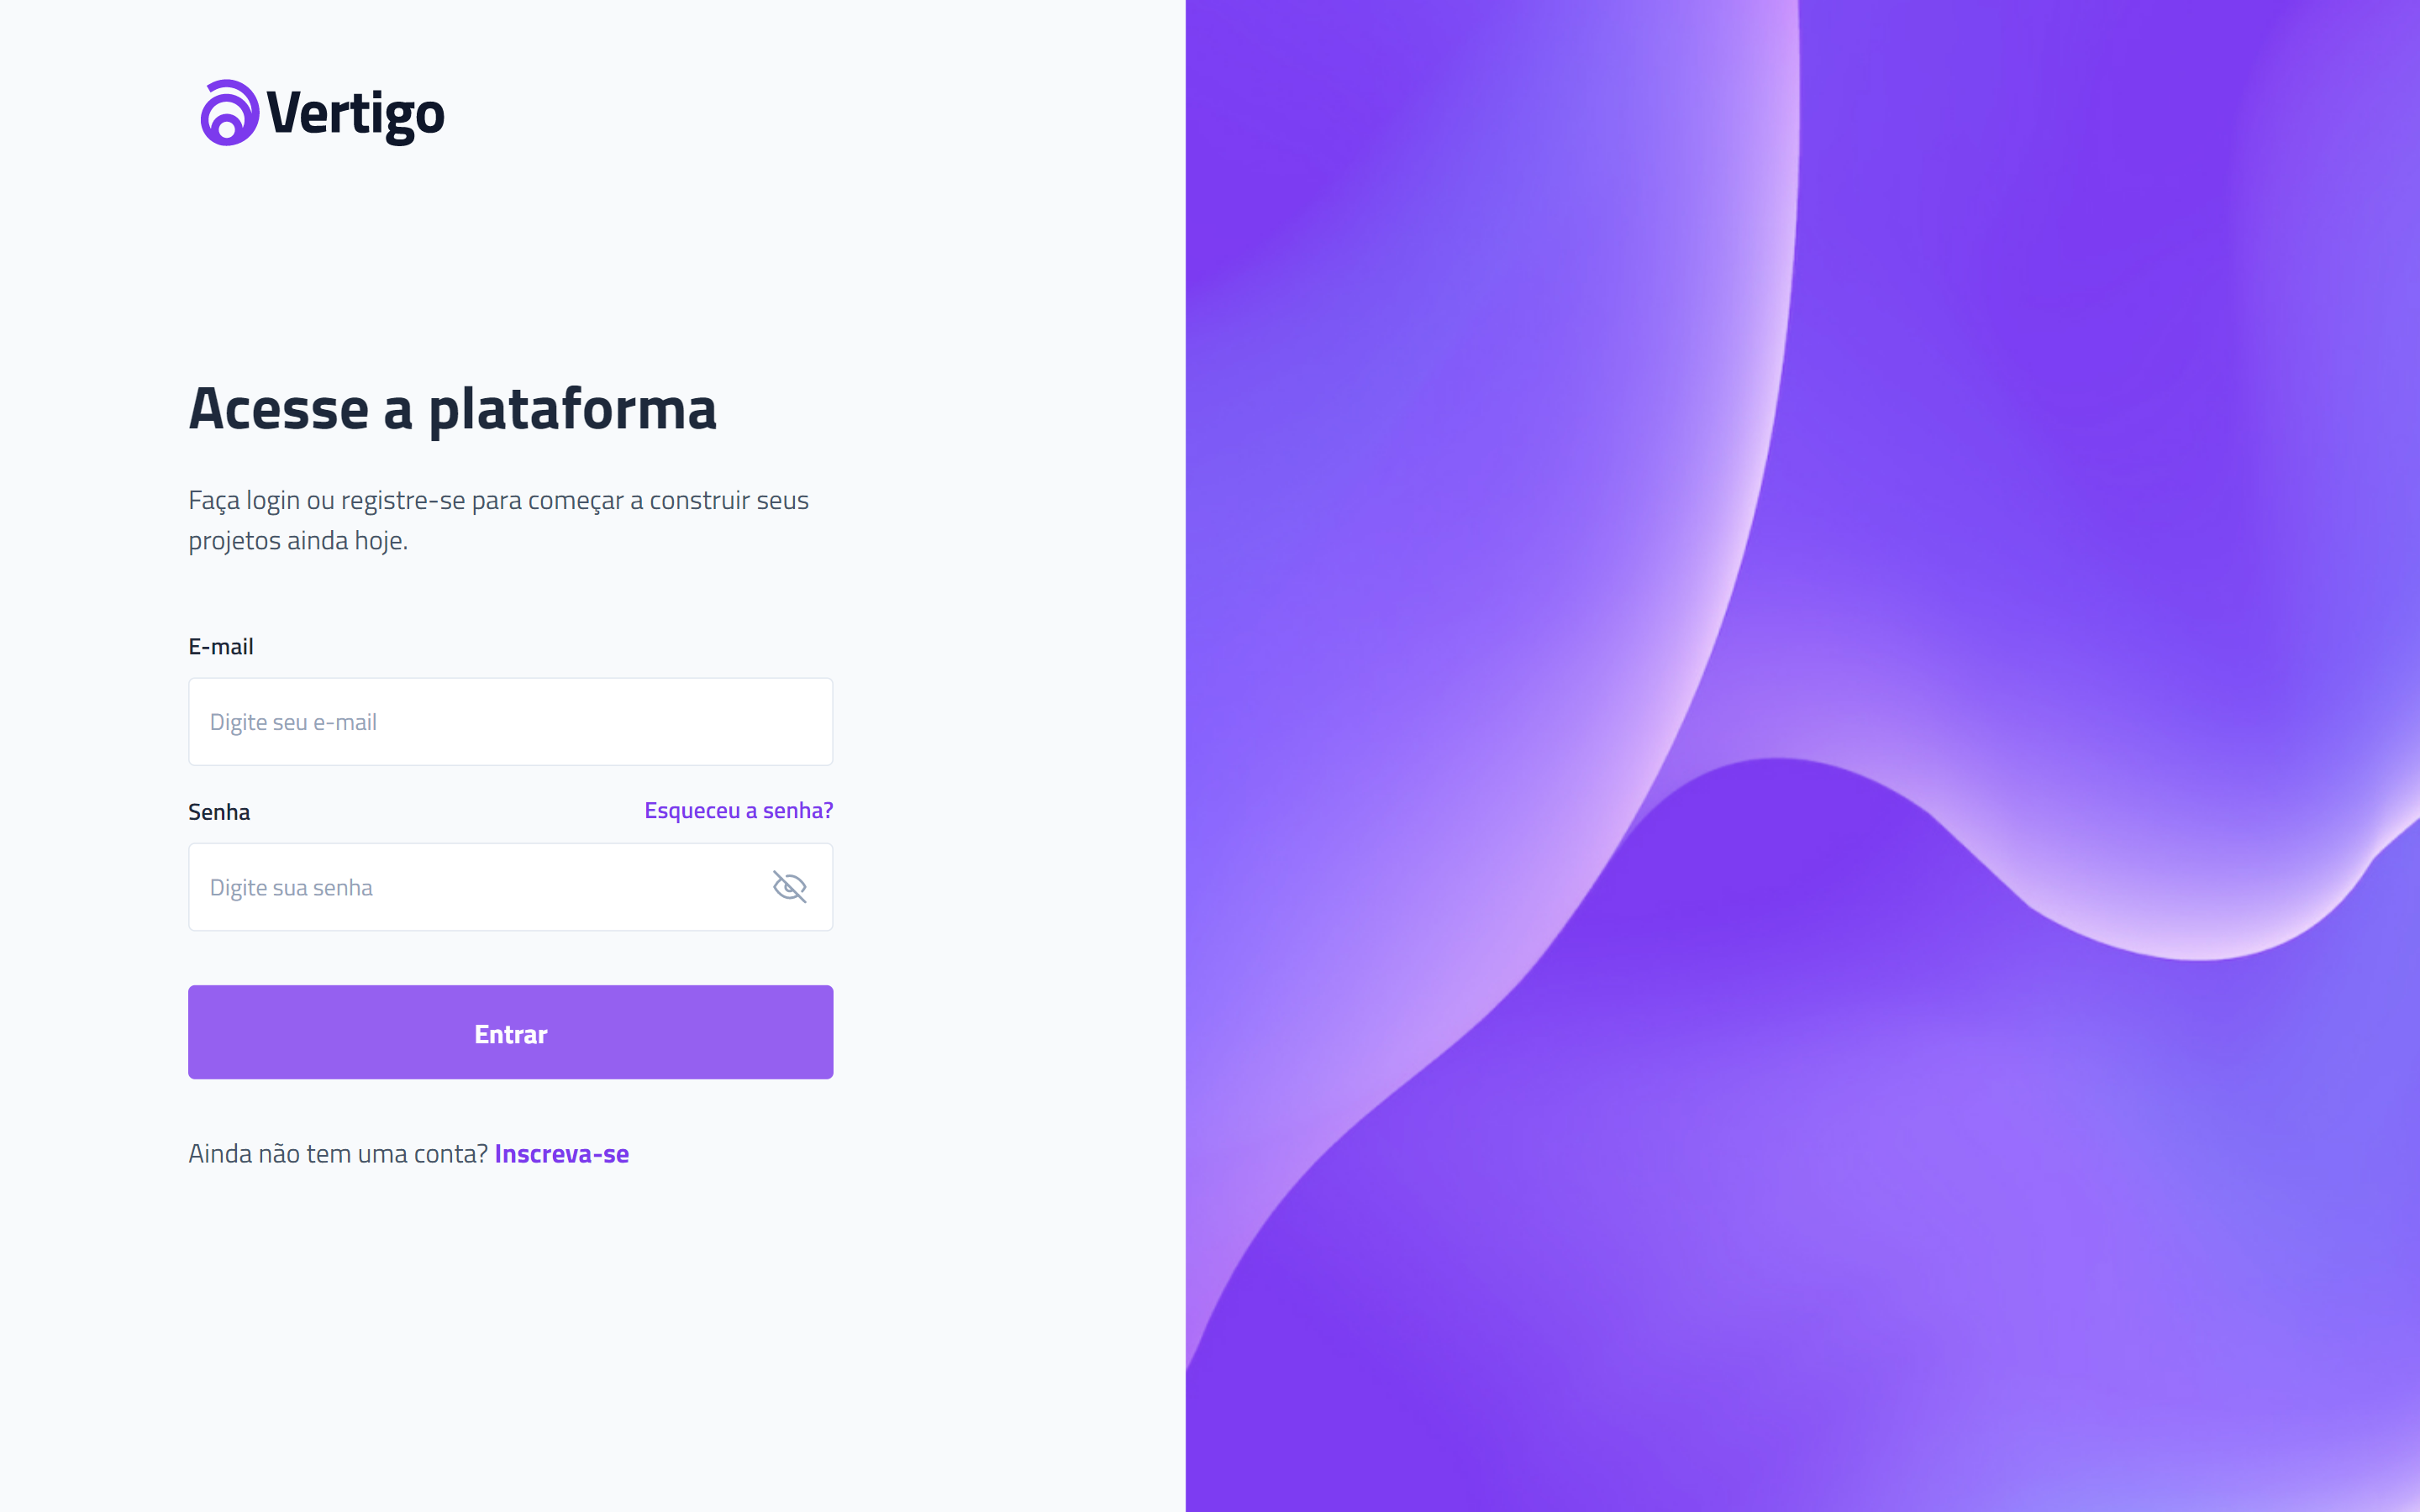 Vertigo
Acesse a plataforma
Faça login ou registre-se para começar a construir seus
projetos ainda hoje.
E-mail
Digite seu e-mail
Senha
Esqueceu a senha?
Digite sua senha
Entrar
Ainda não tem uma conta? Inscreva-se